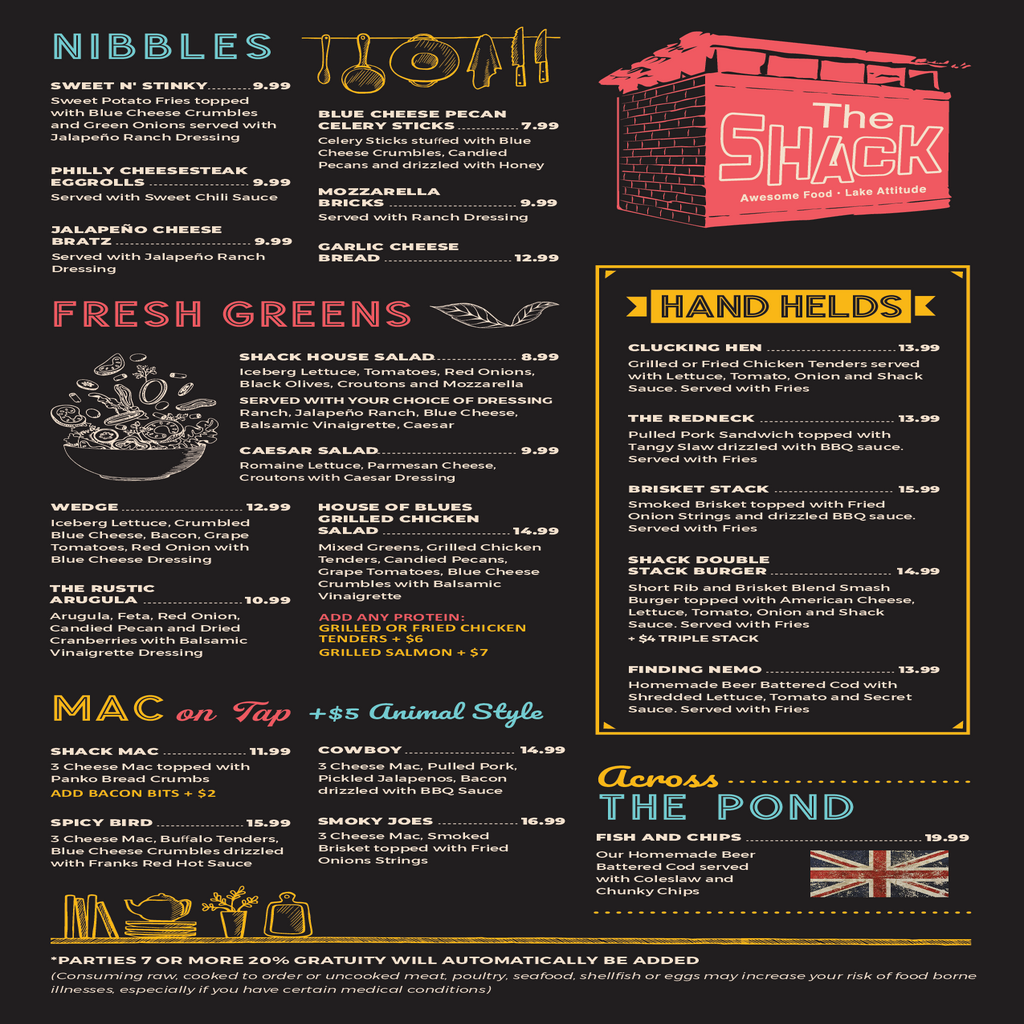 NIBBLES
SWEET N' STINKY........9.99
Sweet Potato Fries topped
with Blue Cheese Crumbles
and Green Onions served with
Jalapeño Ranch Dressing
PHILLY CHEESESTEAK
EGGROLLS ........................ 9.99
Served with Sweet Chili Sauce
JALAPEÑO CHEESE
BRATZ ............................... 9.99
Served with Jalapeño Ranch
Dressing
BLUE CHEESE PECAN
CELERY STICKS ............. 7.99
Celery Sticks stuffed with Blue
Cheese Crumbles, Candied
Pecans and drizzled with Honey
MOZZARELLA
BRICKS ............................. 9.99
Served with Ranch Dressing
GARLIC CHEESE
BREAD ............................. 12.99
The
SHACK
Awesome Food • Lake Attitude
FRESH GREENS
SHACK HOUSE SALAD.................. 8.99
Iceberg Lettuce, Tomatoes, Red Onions,
Black Olives, Croutons and Mozzarella
SERVED WITH YOUR CHOICE OF DRESSING
Ranch, Jalapeño Ranch, Blue Cheese,
Balsamic Vinaigrette, Caesar
CAESAR SALAD............................... 9.99
Romaine Lettuce, Parmesan Cheese,
Croutons with Caesar Dressing
WEDGE............................ 12.99
Iceberg Lettuce, Crumbled
Blue Cheese, Bacon, Grape
Tomatoes, Red Onion with
Blue Cheese Dressing
THE RUSTIC
ARUGULA .......................10.99
Arugula, Feta, Red Onion,
Candied Pecan and Dried
Cranberries with Balsamic
Vinaigrette Dressing
HOUSE OF BLUES
GRILLED CHICKEN
SALAD ............................. 14.99
Mixed Greens, Grilled Chicken
Tenders, Candied Pecans,
Grape Tomatoes, Blue Cheese
Crumbles with Balsamic
Vinaigrette
ADD ANY PROTEIN:
GRILLED OR FRIED CHICKEN
TENDERS + $6
GRILLED SALMON + $7
MAC on Tap +$5 Animal Style
SHACK MAC ................... 11.99
3 Cheese Mac topped with
Panko Bread Crumbs
ADD BACON BITS + $2
SPICY BIRD .................... 15.99
3 Cheese Mac, Buffalo Tenders,
Blue Cheese Crumbles drizzled
with Franks Red Hot Sauce
COWBOY......................... 14.99
3 Cheese Mac, Pulled Pork,
Pickled Jalapenos, Bacon
drizzled with BBQ Sauce
SMOKY JOES .................. 16.99
3 Cheese Mac, Smoked
Brisket topped with Fried
Onions Strings
HAND HELDS
CLUCKING HEN .............................. 13.99
Grilled or Fried Chicken Tenders served
with Lettuce, Tomato, Onion and Shack
Sauce. Served with Fries
THE REDNECK ............................... 13.99
Pulled Pork Sandwich topped with
Tangy Slaw drizzled with BBQ sauce.
Served with Fries
BRISKET STACK ............................ 15.99
Smoked Brisket topped with Fried
Onion Strings and drizzled BBQ sauce.
Served with Fries
SHACK DOUBLE
STACK BURGER ............................ 14.99
Short Rib and Brisket Blend Smash
Burger topped with American Cheese,
Lettuce, Tomato, Onion and Shack
Sauce. Served with Fries
+ $4 TRIPLE STACK
FINDING NEMO.............................. 13.99
Homemade Beer Battered Cod with
Shredded Lettuce, Tomato and Secret
Sauce. Served with Fries
Across
THE POND
FISH AND CHIPS ......................................... 19.99
Our Homemade Beer
Battered Cod served
with Coleslaw and
Chunky Chips
*PARTIES 7 OR MORE 20% GRATUITY WILL AUTOMATICALLY BE ADDED
(Consuming raw, cooked to order or uncooked meat, poultry, seafood, shellfish or eggs may increase your risk of food borne
illnesses, especially if you have certain medical conditions)